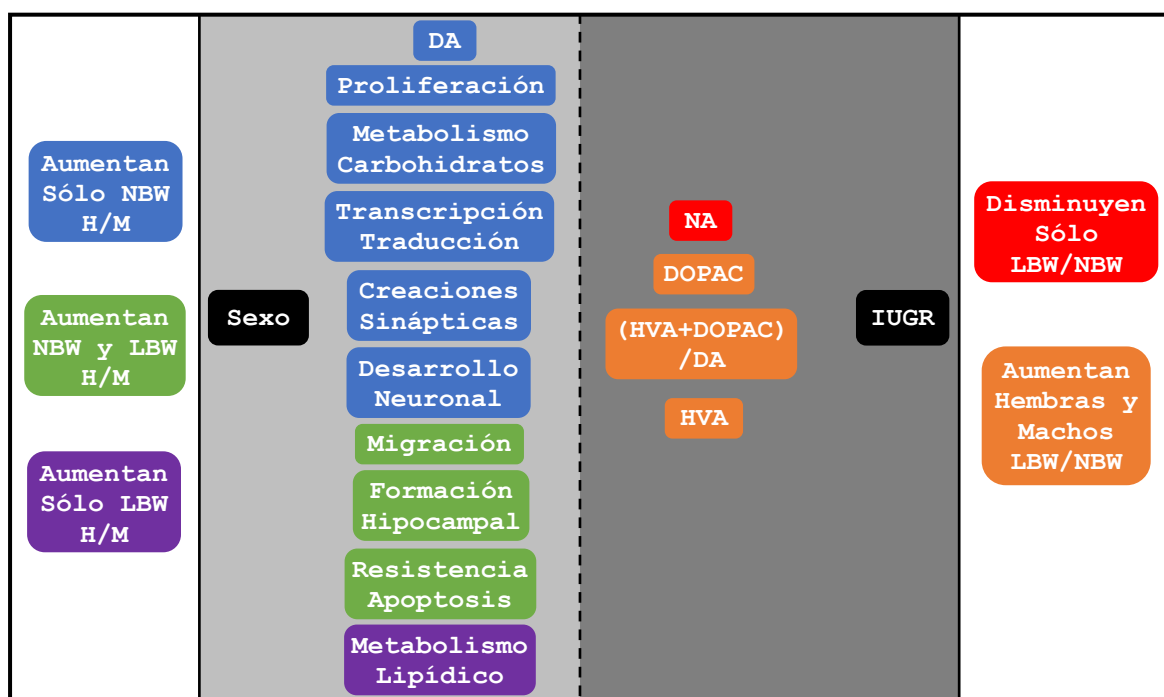 Aumentan
Sólo NBW
H/M
Aumentan
NBW y LBW
H/M
Aumentan
Sólo LBW
H/M
Sexo
DA
Proliferación
Metabolismo
Carbohidratos
Transcripción
Traducción
Creaciones
Sinápticas
Desarrollo
Neuronal
Migración
Formación
Hipocampal
Resistencia
Apoptosis
Metabolismo
Lipídico
NA
DOPAC
(HVA+DOPAC)
/DA
HVA
IUGR
Disminuyen
Sólo
LBW/NBW
Aumentan
Hembras y
Machos
LBW/NBW